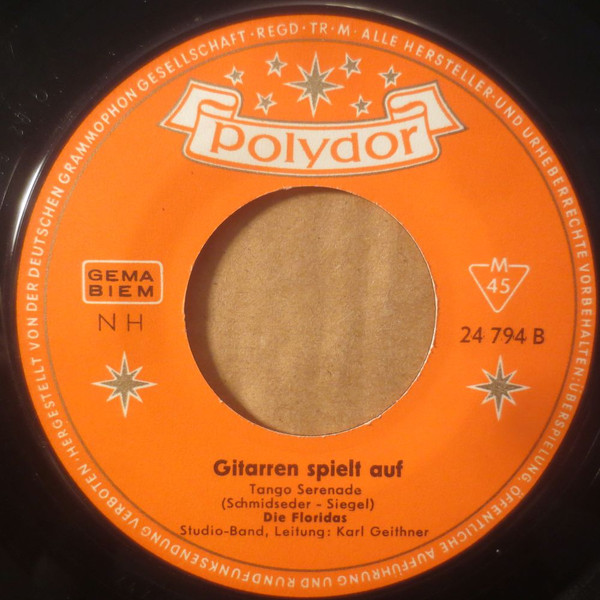 HERGESTELLT VON DER DEUTSCHEN GRAMMOPHON GESELLSCHAFT · REGD · TR · M · ALLE HERSTELLER- UND URHEBERRECHTE VORBEHALTEN · ÜBERSPIELUNG, ÖFFENTLICHE AUFFÜHRUNG UND RUNDFUNKSENDUNG VERBOTEN ·
polydor
GEMA
BIEM
NH
M
45
24 794 B
Gitarren spielt auf
Tango Serenade
(Schmidseder - Siegel)
Die Floridas
Studio-Band, Leitung: Karl Geithner